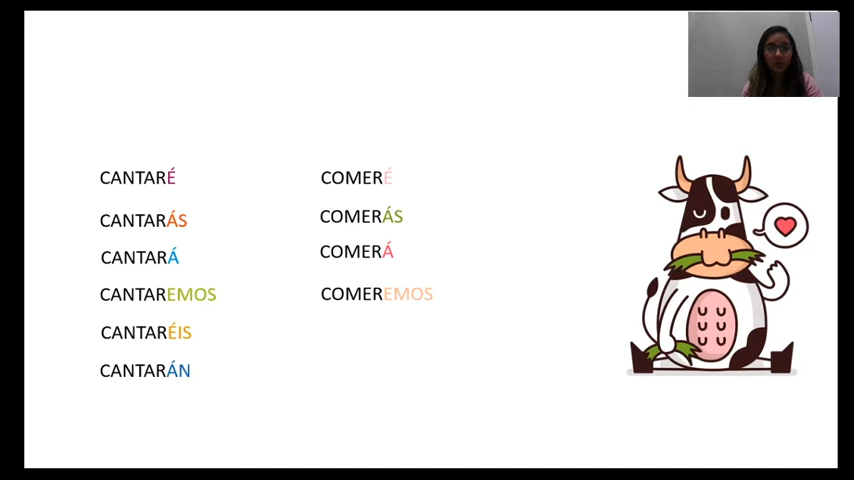 CANTARÉ
CANTARÁS
CANTARÁ
CANTAREMOS
CANTARÉIS
CANTARÁN
COMERÉ
COMERÁS
COMERÁ
COMEREMOS